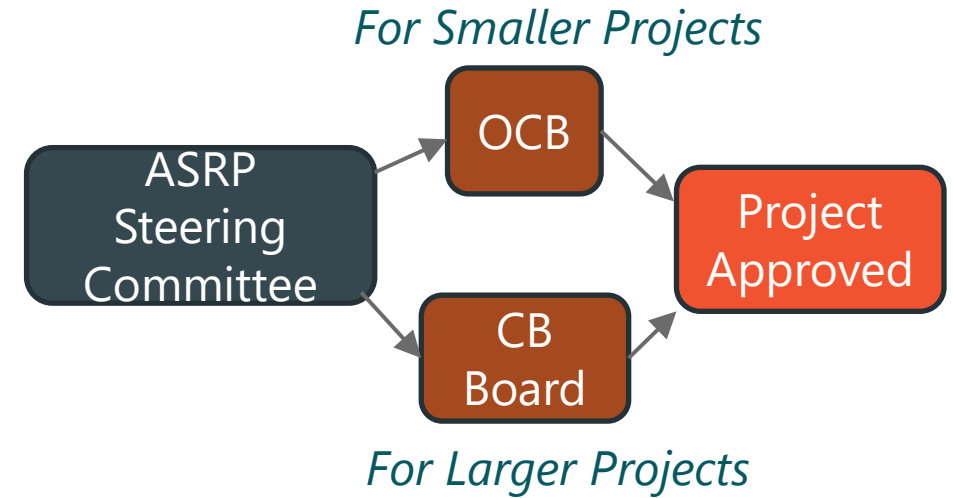 For Smaller Projects
OCB
ASRP
Steering
Committee
Project
Approved
CB
Board
For Larger Projects